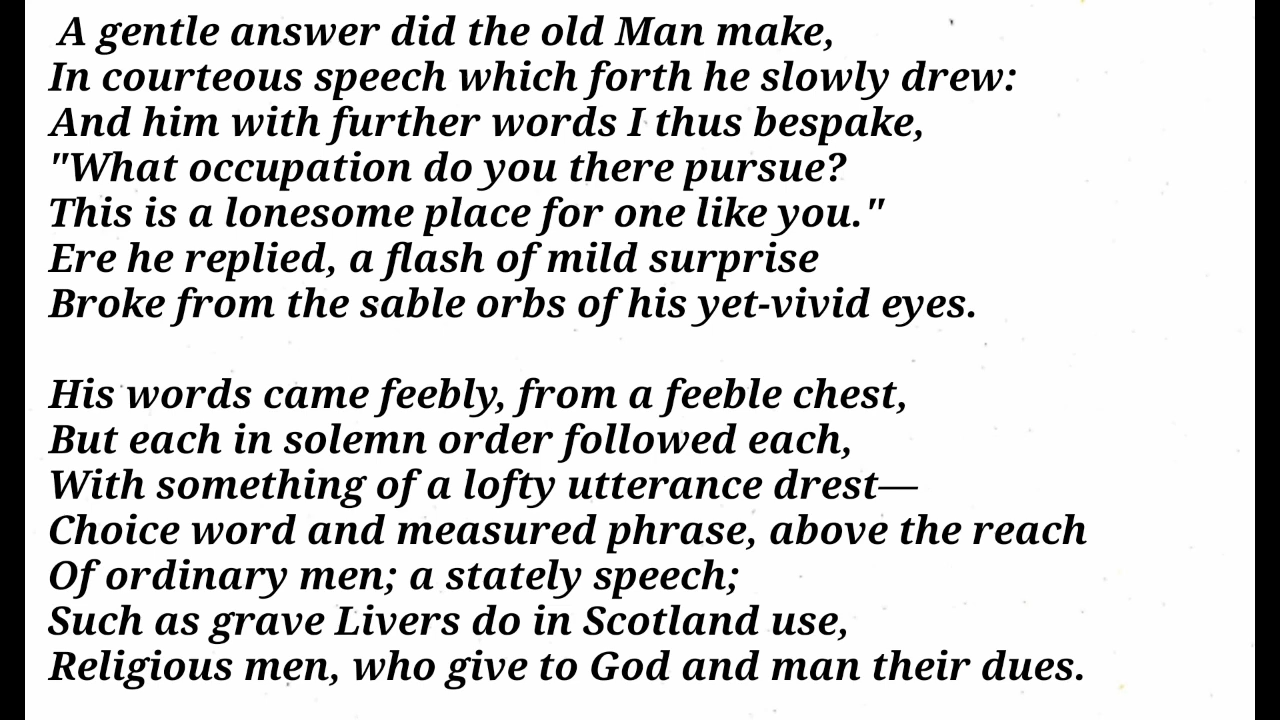 A gentle answer did the old Man make,
In courteous speech which forth he slowly drew:
And him with further words I thus bespake,
"What occupation do you there pursue?
This is a lonesome place for one like you."
Ere he replied, a flash of mild surprise
Broke from the sable orbs of his yet-vivid eyes.

His words came feebly, from a feeble chest,
But each in solemn order followed each,
With something of a lofty utterance drest—
Choice word and measured phrase, above the reach
Of ordinary men; a stately speech;
Such as grave Livers do in Scotland use,
Religious men, who give to God and man their dues.